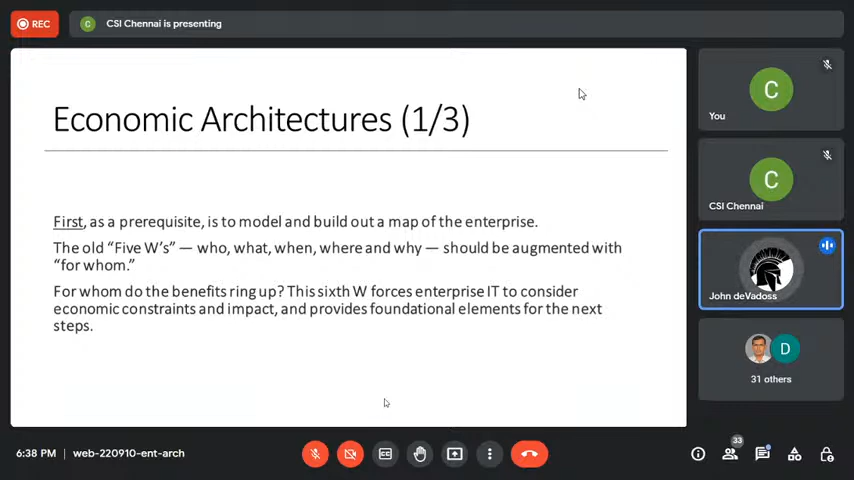 REC
C
CSI Chennai is presenting
Economic Architectures (1/3)
First, as a prerequisite, is to model and build out a map of the enterprise.
The old “Five W’s” — who, what, when, where and why — should be augmented with
“for whom.”
For whom do the benefits ring up? This sixth W forces enterprise IT to consider
economic constraints and impact, and provides foundational elements for the next
steps.
C
You
C
CSI Chennai
John deVadoss
D
31 others
6:38 PM | web-220910-ent-arch
CC
33